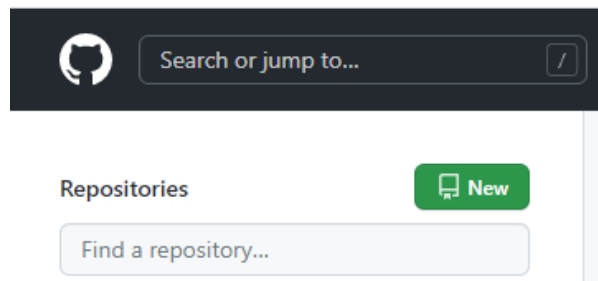 Search or jump to... /
Repositories New
Find a repository...